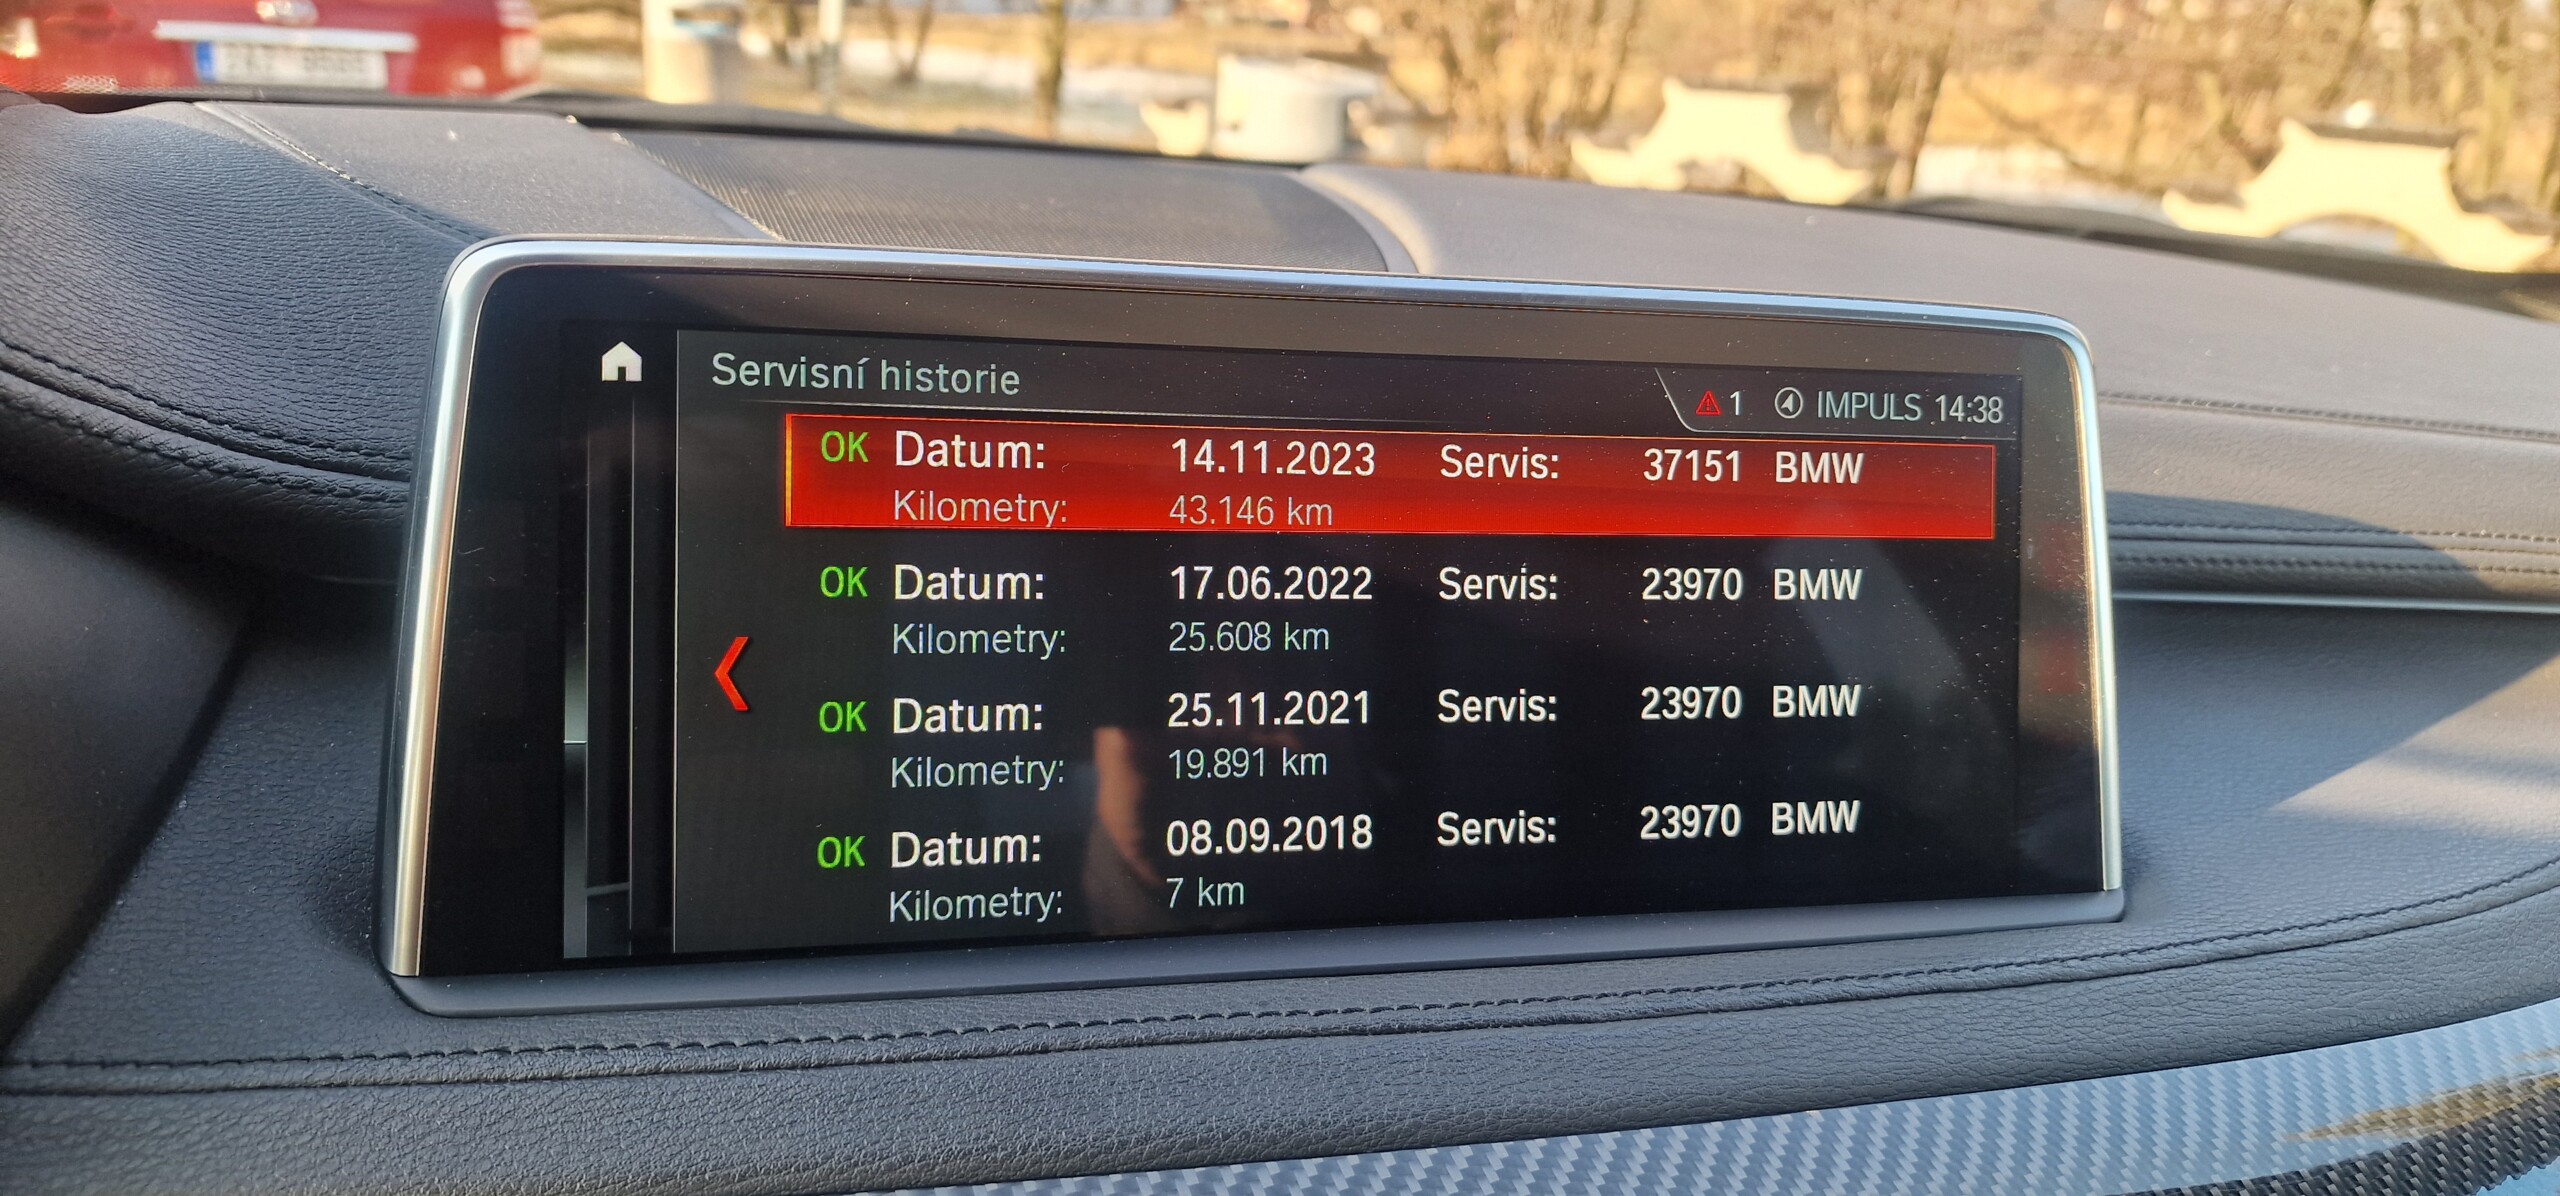 Servisní historie
1 IMPULS 14:38
OK Datum: 14.11.2023 Servis: 37151 BMW
Kilometry: 43.146 km
OK Datum: 17.06.2022 Servis: 23970 BMW
Kilometry: 25.608 km
OK Datum: 25.11.2021 Servis: 23970 BMW
Kilometry: 19.891 km
OK Datum: 08.09.2018 Servis: 23970 BMW
Kilometry: 7 km